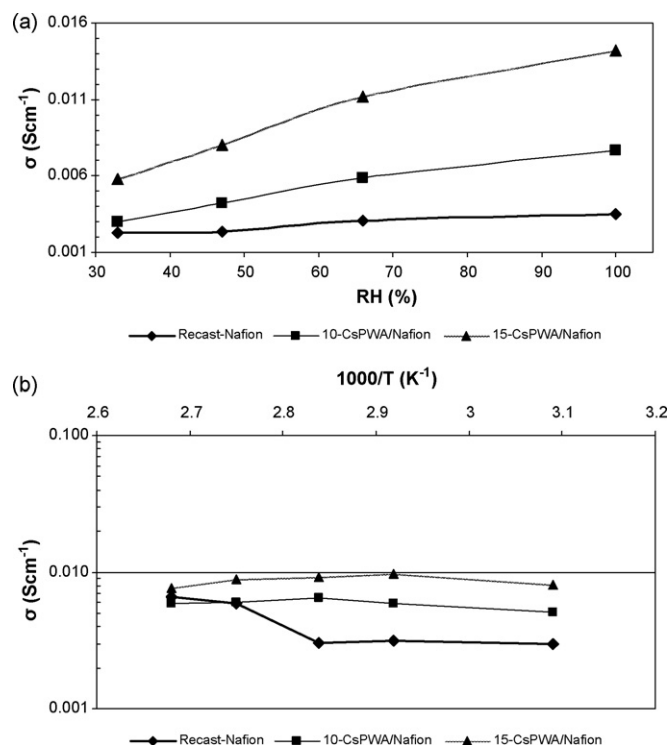 (a)
0.016
0.011
0.006
0.001
σ (Scm⁻¹)
30 40 50 60 70 80 90 100
RH (%)
Recast-Nafion 10-CsPWA/Nafion 15-CsPWA/Nafion
(b)
1000/T (K⁻¹)
2.6 2.7 2.8 2.9 3 3.1 3.2
0.100
0.010
0.001
σ (Scm⁻¹)
Recast-Nafion 10-CsPWA/Nafion 15-CsPWA/Nafion